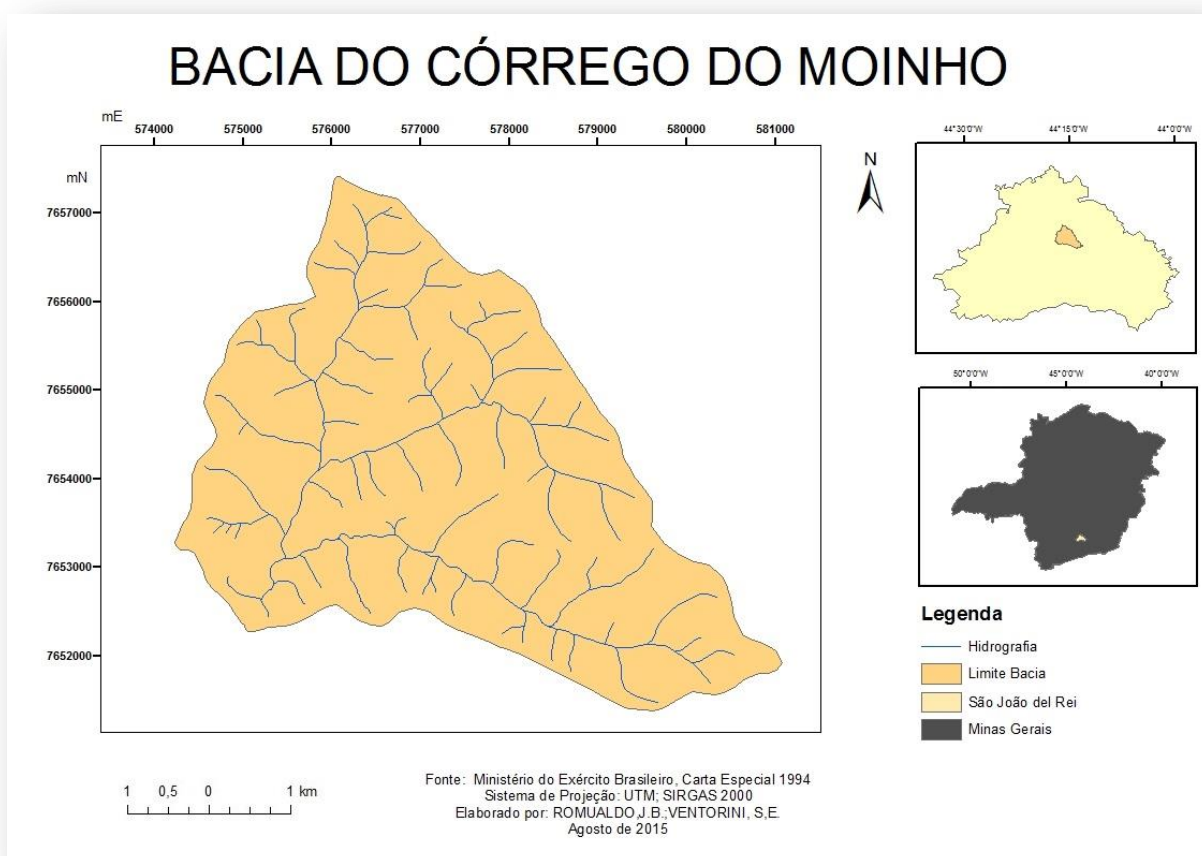 BACIA DO CÓRREGO DO MOINHO
mE
574000 575000 576000 577000 578000 579000 580000 581000
mN
7657000
7656000
7655000
7654000
7653000
7652000
N
44°30'0"W 44°15'0"W 44°0'0"W
50°0'0"W 45°0'0"W 40°0'0"W
Legenda
Hidrografia
Limite Bacia
São João del Rei
Minas Gerais
1 0,5 0 1 km
Fonte: Ministério do Exército Brasileiro, Carta Especial 1994
Sistema de Projeção: UTM; SIRGAS 2000
Elaborado por: ROMUALDO,J.B.;VENTORINI, S,E.
Agosto de 2015